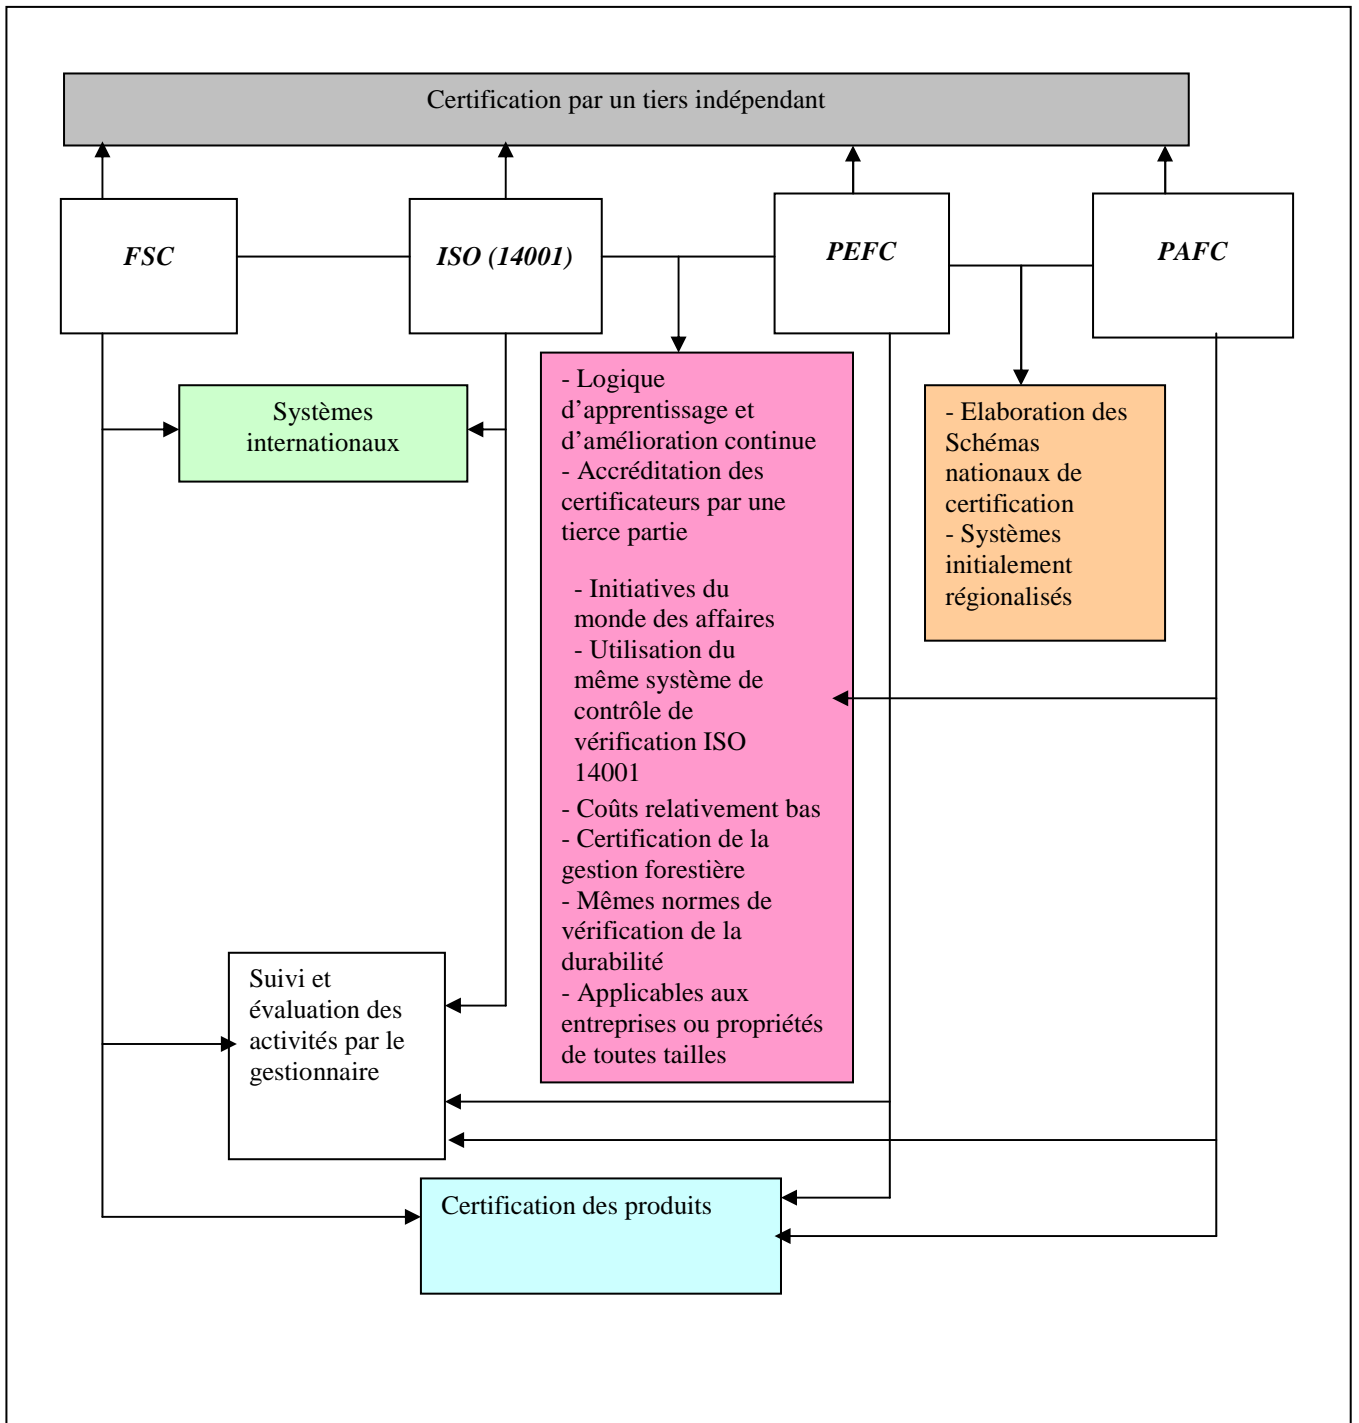 Certification par un tiers indépendant
FSC
ISO (14001)
PEFC
PAFC
Systèmes
internationaux
- Logique
d’apprentissage et
d’amélioration continue
- Accréditation des
certificateurs par une
tierce partie
- Initiatives du
monde des affaires
- Utilisation du
même système de
contrôle de
vérification ISO
14001
- Coûts relativement bas
- Certification de la
gestion forestière
- Mêmes normes de
vérification de la
durabilité
- Applicables aux
entreprises ou propriétés
de toutes tailles
- Elaboration des
Schémas
nationaux de
certification
- Systèmes
initialement
régionalisés
Suivi et
évaluation des
activités par le
gestionnaire
Certification des produits